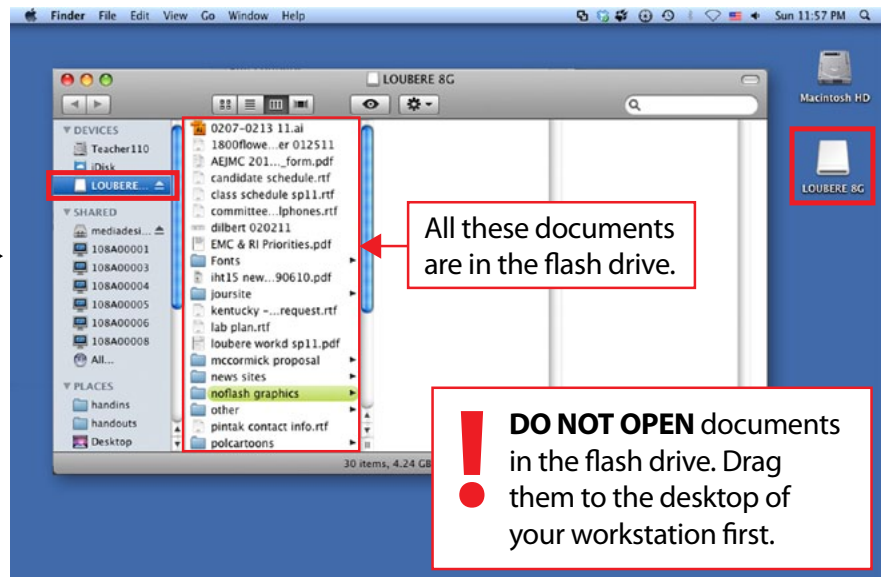 Finder File Edit View Go Window Help Sun 11:57 PM
LOUBERE 8G
Macintosh HD
LOUBERE 8G
DEVICES
Teacher110
iDisk
LOUBERE...
SHARED
mediadesi...
108A00001
108A00003
108A00004
108A00005
108A00006
108A00008
All...
PLACES
handins
handouts
Desktop
0207-0213 11.ai
1800flowe...er 012511
AEJMC 201..._form.pdf
candidate schedule.rtf
class schedule sp11.rtf
committee...lphones.rtf
dilbert 020211
EMC & RI Priorities.pdf
Fonts
iht15 new...90610.pdf
joursite
kentucky -...request.rtf
lab plan.rtf
loubere workd sp11.pdf
mccormick proposal
news sites
noflash graphics
other
pintak contact info.rtf
polcartoons
30 items, 4.24 GB
All these documents
are in the flash drive.
! DO NOT OPEN documents
in the flash drive. Drag
them to the desktop of
your workstation first.